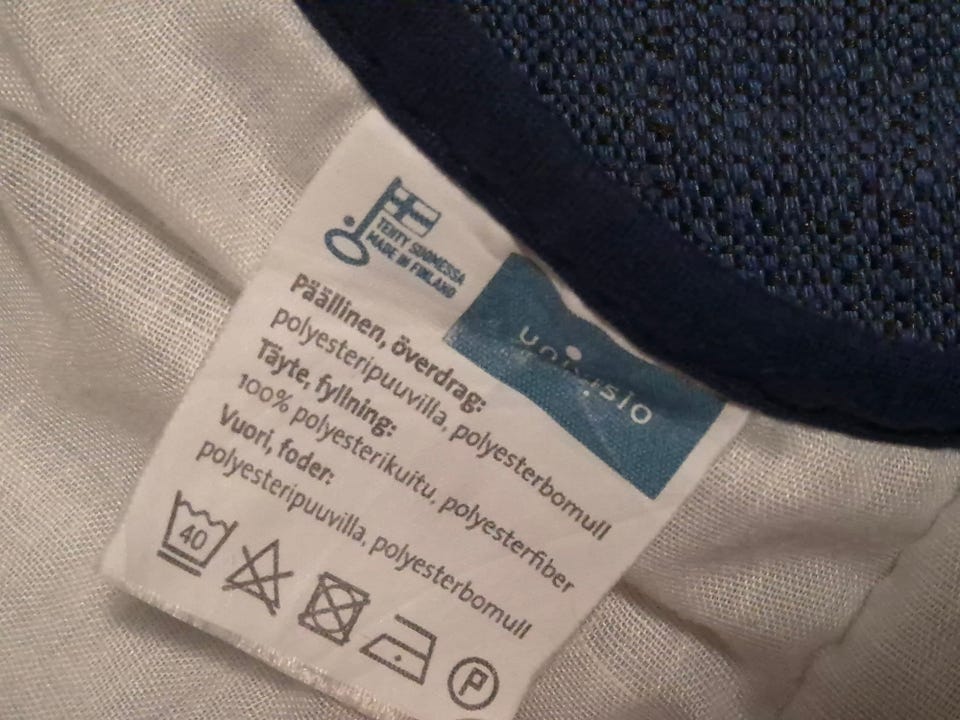 TEHTY SUOMESSA
MADE IN FINLAND
univisio
Päällinen, överdrag:
polyesteripuuvilla, polyesterbomull
Täyte, fyllning:
100% polyesterikuitu, polyesterfiber
Vuori, foder:
polyesteripuuvilla, polyesterbomull
40
P